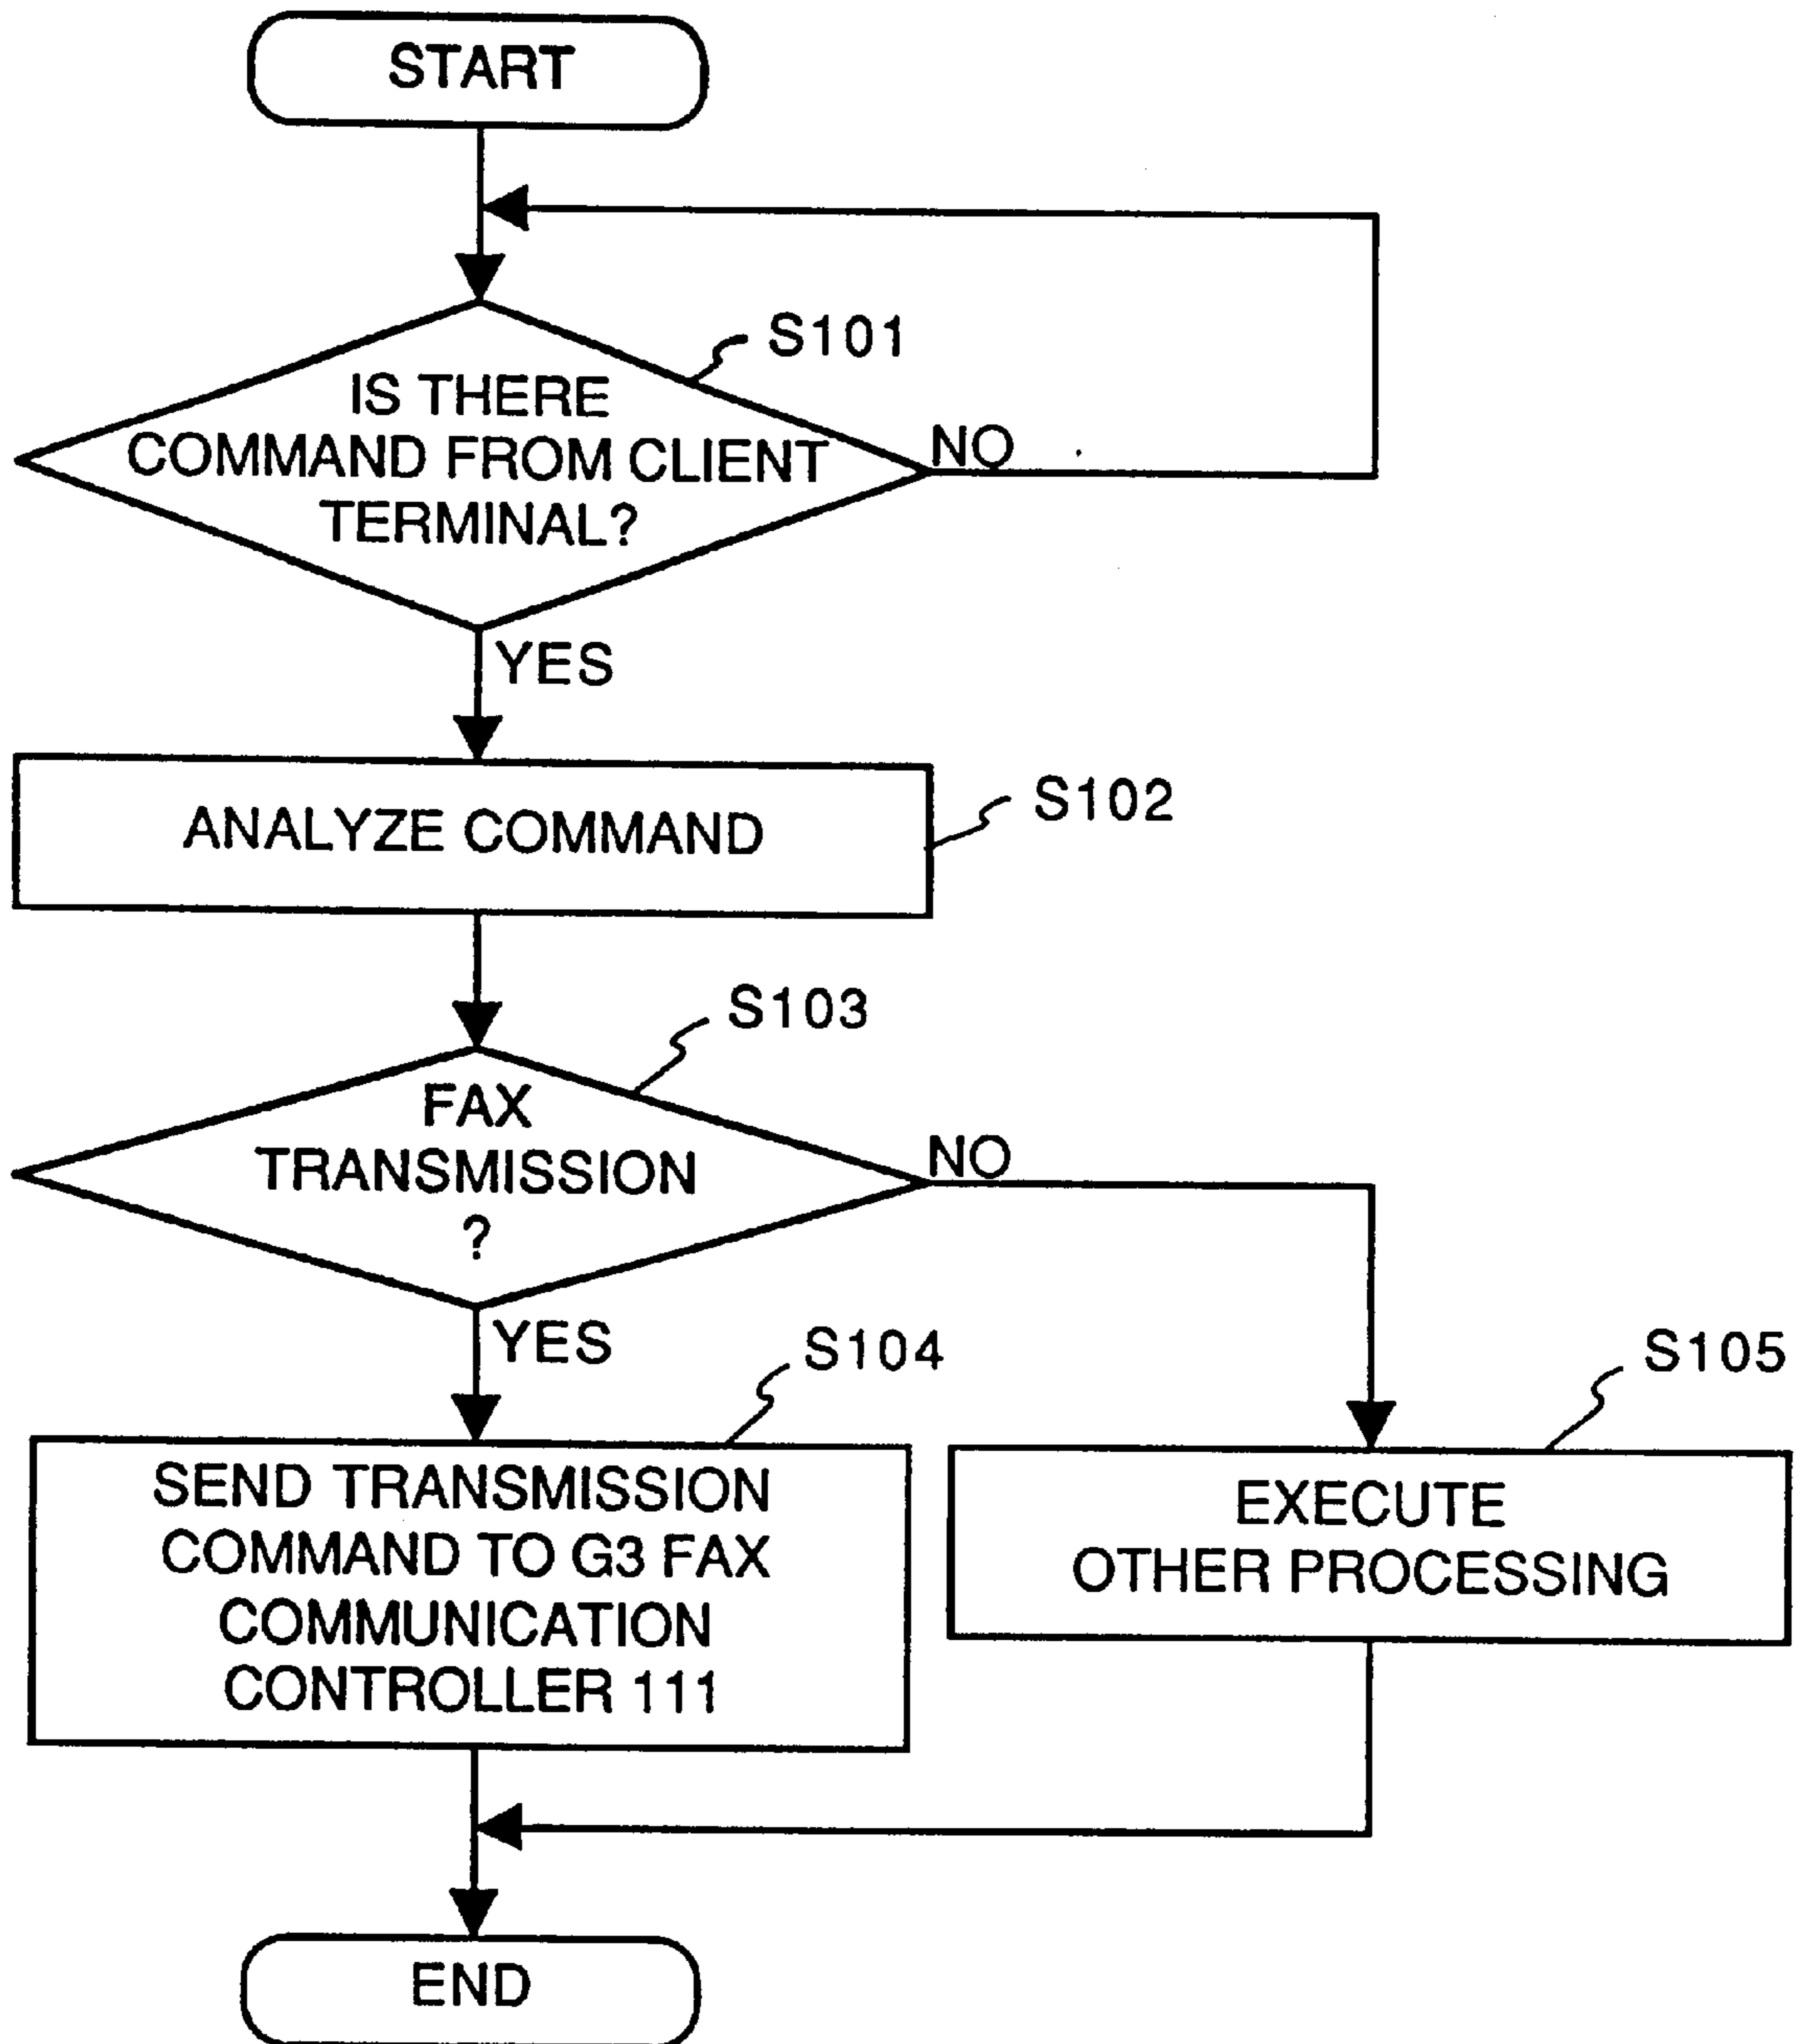 START
S101
IS THERE
COMMAND FROM CLIENT
TERMINAL?
NO
YES
ANALYZE COMMAND
S102
S103
FAX
TRANSMISSION
?
NO
YES
S104
SEND TRANSMISSION
COMMAND TO G3 FAX
COMMUNICATION
CONTROLLER 111
S105
EXECUTE
OTHER PROCESSING
END